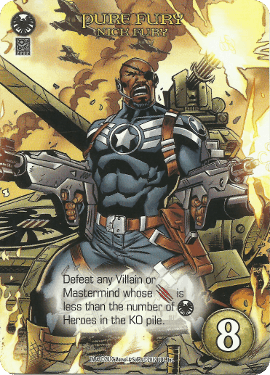 PURE FURY
NICK FURY
Defeat any Villain or
Mastermind whose is
less than the number of
Heroes in the KO pile.
8